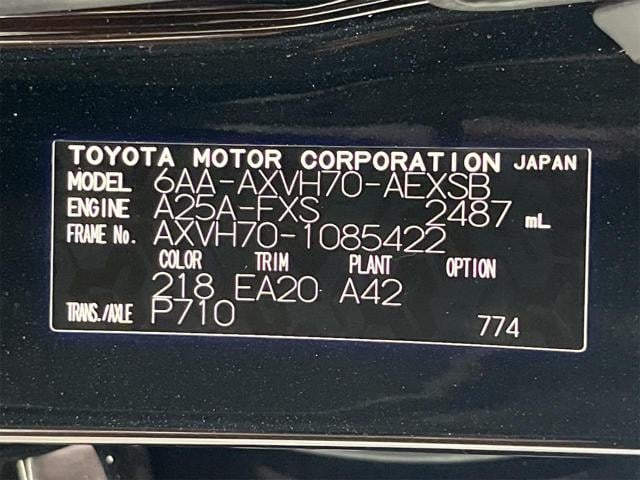 TOYOTA MOTOR CORPORATION JAPAN
MODEL 6AA-AXVH70-AEXSB
ENGINE A25A-FXS 2487 mL
FRAME No. AXVH70-1085422
COLOR TRIM PLANT OPTION
218 EA20 A42
TRANS./AXLE P710
774